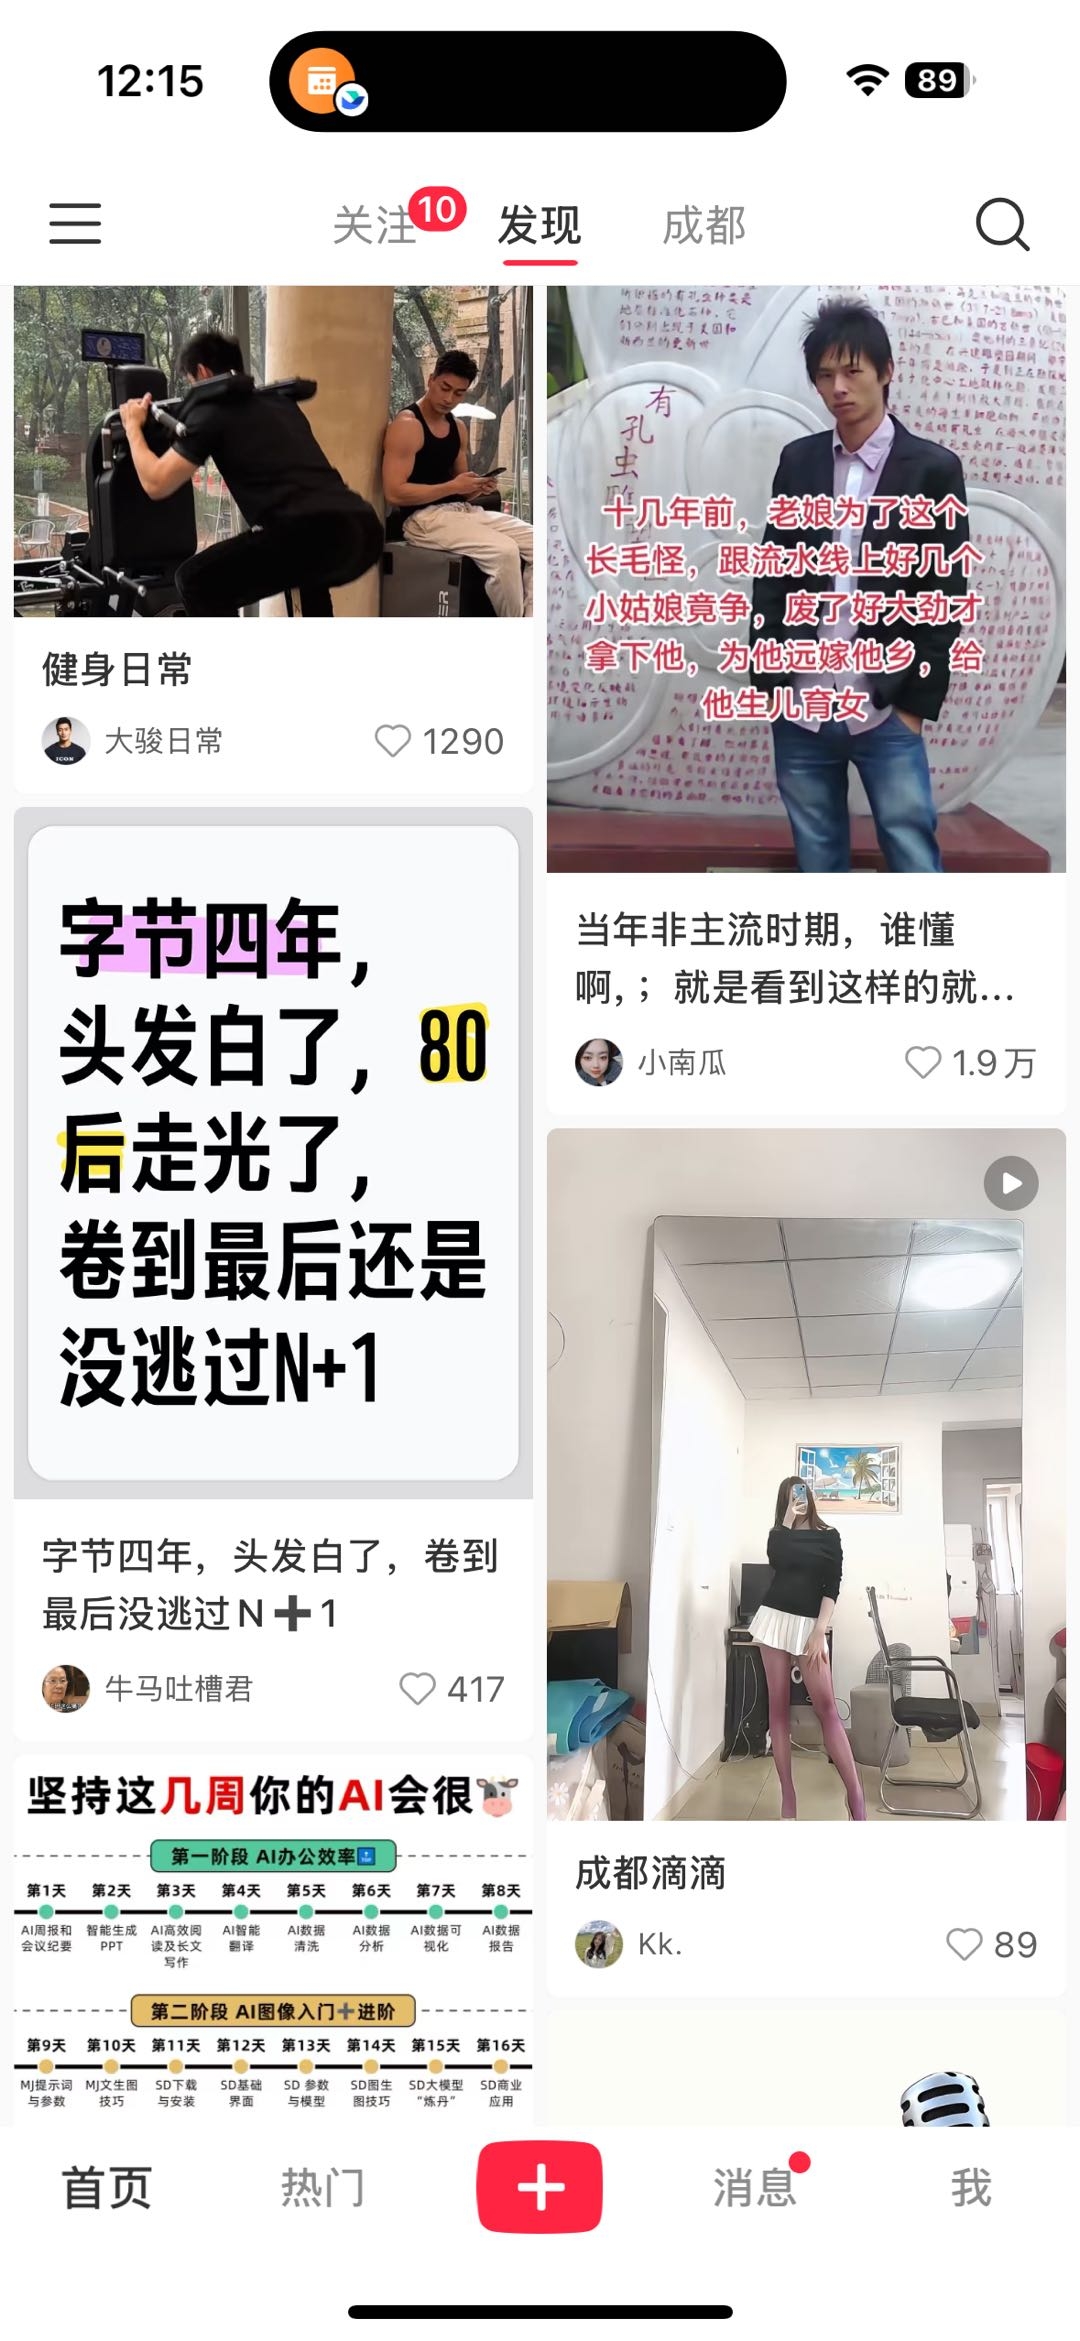 12:15
89
关注
10
发现
成都
有
孔
虫
十几年前，老娘为了这个
长毛怪，跟流水线上好几个
小姑娘竟争，废了好大劲才
拿下他，为他远嫁他乡，给
他生儿育女
健身日常
大骏日常
1290
当年非主流时期，谁懂
啊，；就是看到这样的就...
小南瓜
1.9万
字节四年，
头发白了，80
后走光了，
卷到最后还是
没逃过N+1
字节四年，头发白了，卷到
最后没逃过N➕1
牛马吐槽君
417
成都滴滴
Kk.
89
坚持这几周你的AI会很🐮
第一阶段 AI办公效率
第1天 第2天 第3天 第4天 第5天 第6天 第7天 第8天
AI周报和 智能生成 AI高效阅 AI智能 AI数据 AI数据 AI数据可 AI数据
会议纪要 PPT 读及长文 翻译 清洗 分析 视化 报告
写作
第二阶段 AI图像入门➕进阶
第9天 第10天 第11天 第12天 第13天 第14天 第15天 第16天
MJ提示词 MJ文生图 SD下载 SD基础 SD 参数 SD图生 SD大模型 SD商业
与参数 技巧 与安装 界面 与模型 图技巧 “炼丹” 应用
首页
热门
消息
我